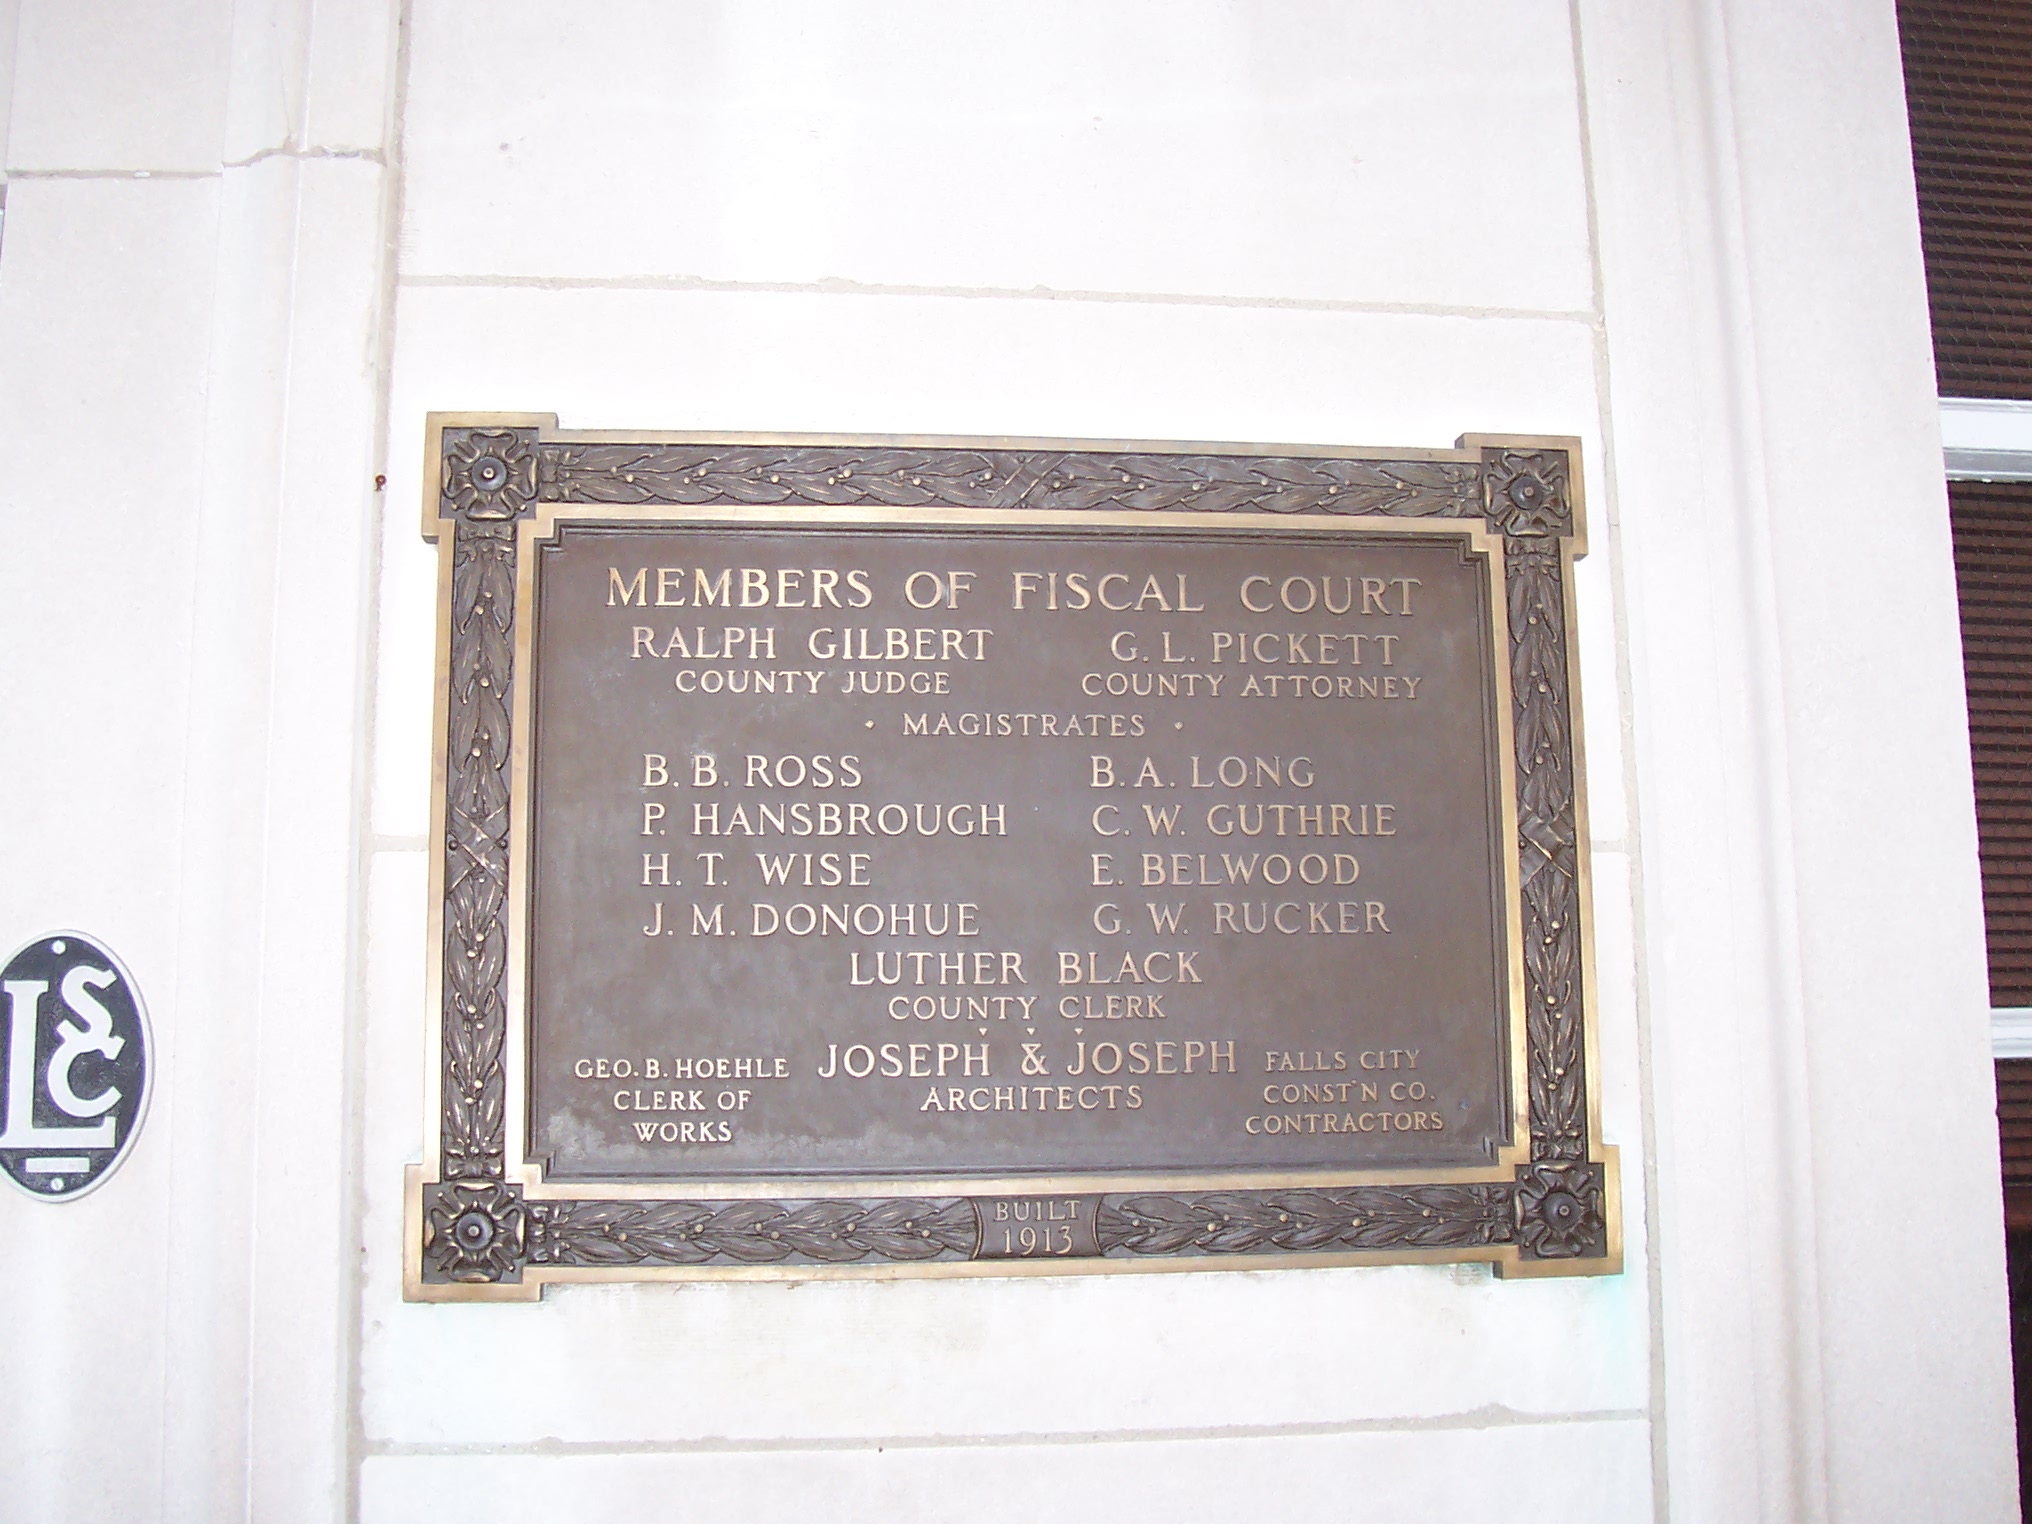 MEMBERS OF FISCAL COURT
RALPH GILBERT
COUNTY JUDGE
G. L. PICKETT
COUNTY ATTORNEY
· MAGISTRATES ·
B. B. ROSS
P. HANSBROUGH
H. T. WISE
J. M. DONOHUE
B. A. LONG
C. W. GUTHRIE
E. BELWOOD
G. W. RUCKER
LUTHER BLACK
COUNTY CLERK
GEO. B. HOEHLE
CLERK OF
WORKS
JOSEPH & JOSEPH
ARCHITECTS
FALLS CITY
CONST'N CO.
CONTRACTORS
BUILT
1913
LSC